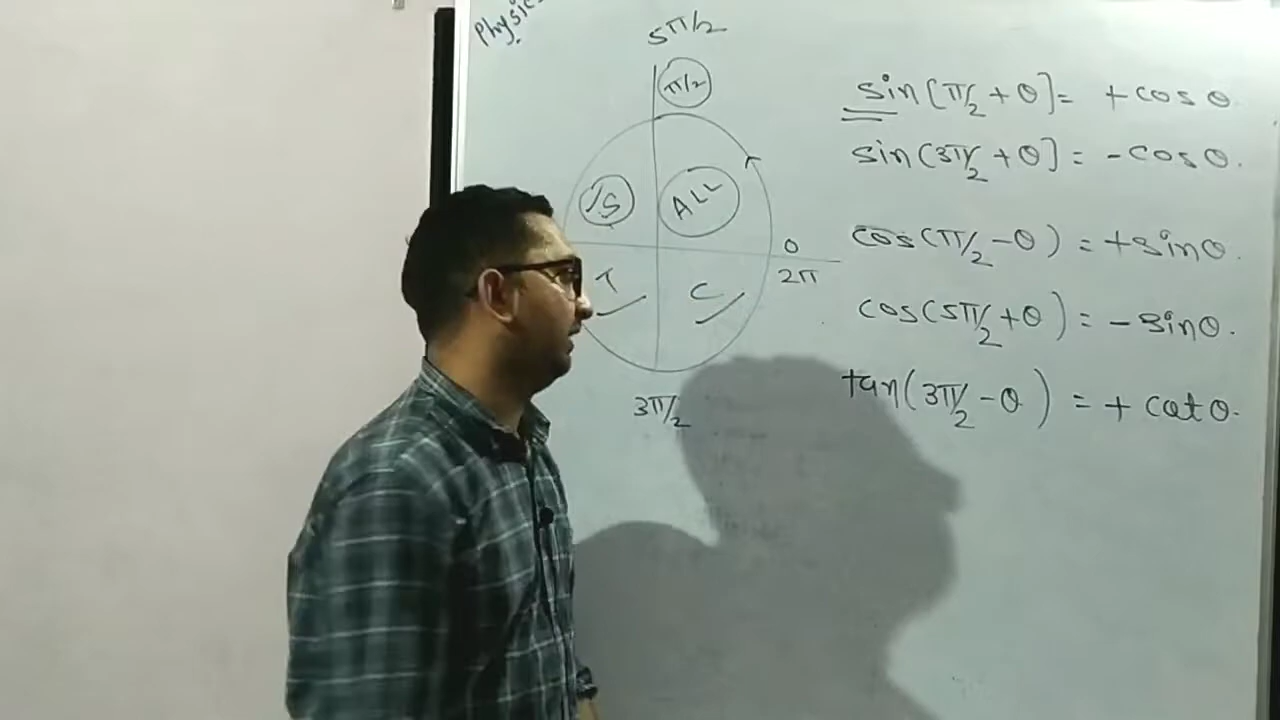 Physics
5π/2
π/2
S
ALL
0
2π
T
C
3π/2
sin[π/2 + θ] = + cos θ
sin(3π/2 + θ] = - cos θ.
cos(π/2 - θ) = + sin θ.
cos(5π/2 + θ) = - sin θ.
tan(3π/2 - θ) = + cot θ.